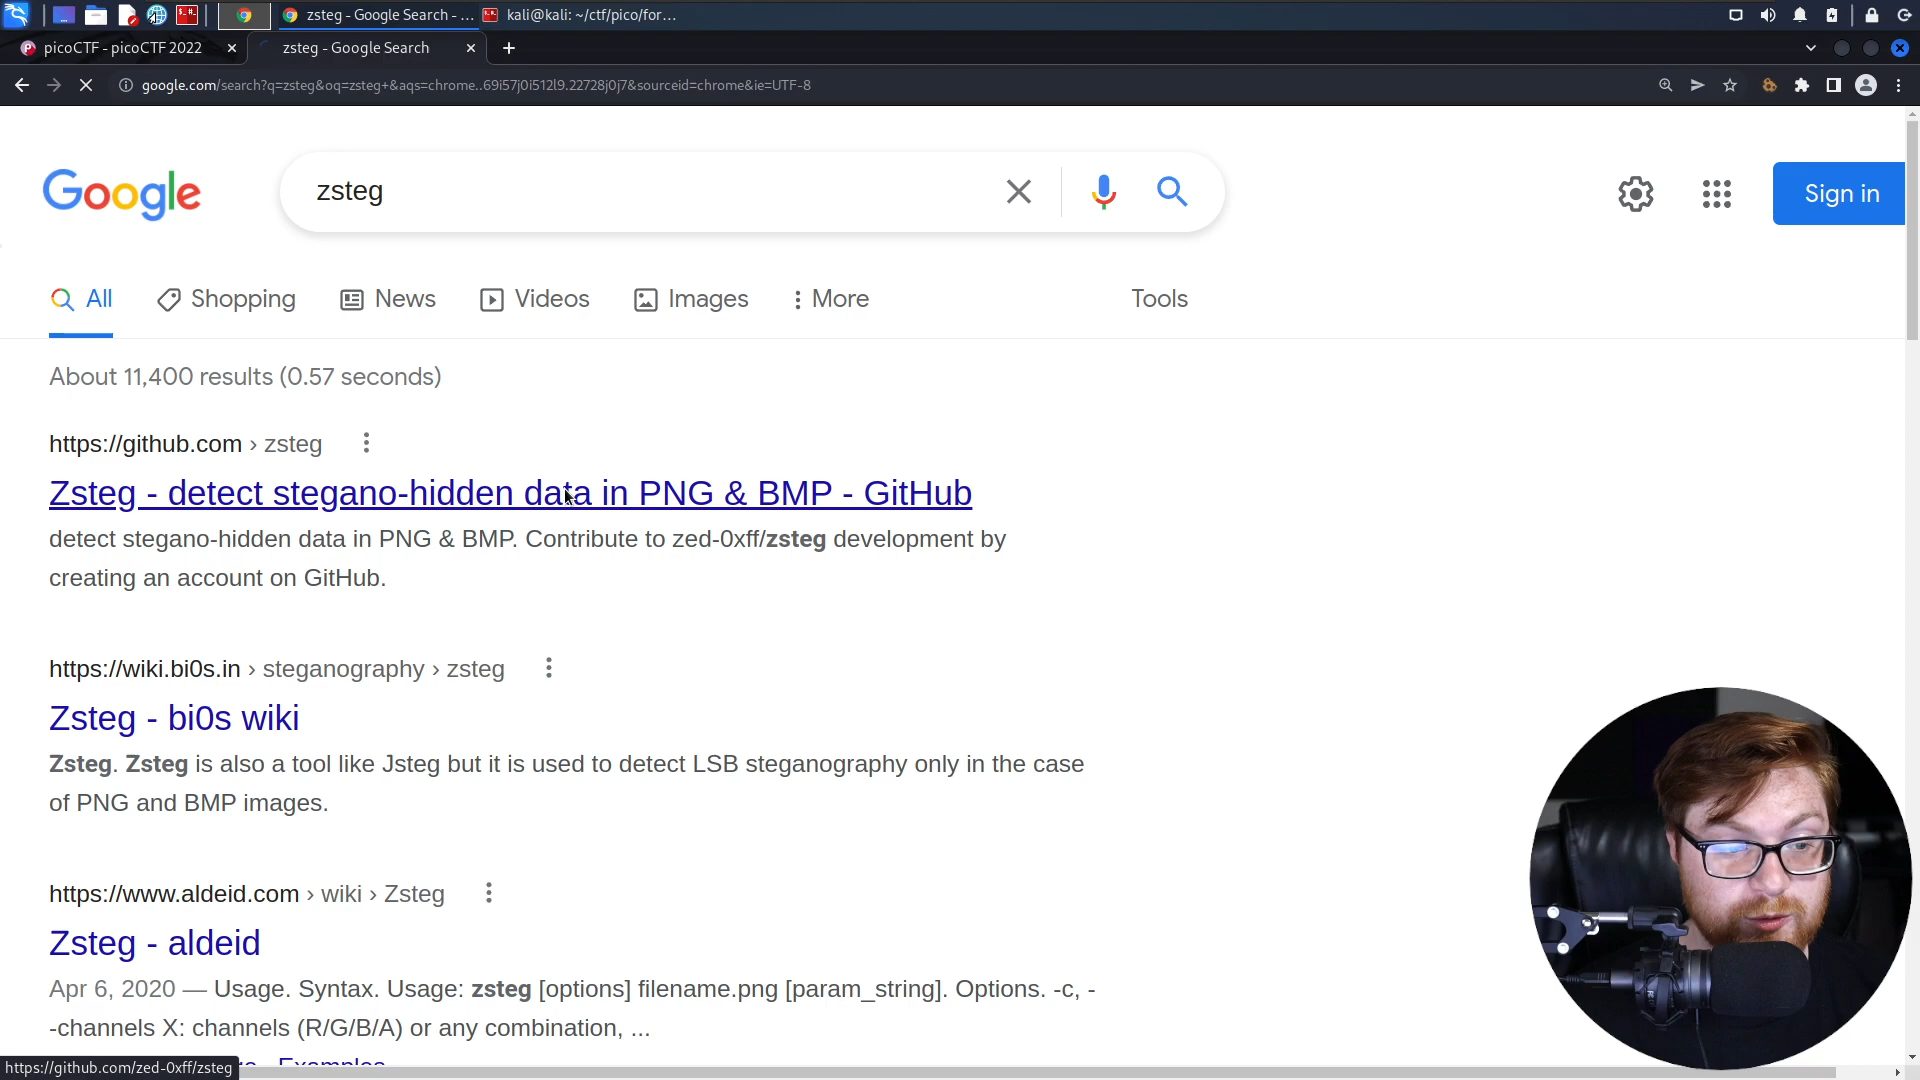 zsteg - Google Search - ...
kali@kali: ~/ctf/pico/for...
picoCTF - picoCTF 2022
zsteg - Google Search
google.com/search?q=zsteg&oq=zsteg+&aqs=chrome..69i57j0i512l9.22728j0j7&sourceid=chrome&ie=UTF-8
Google
zsteg
Sign in
All
Shopping
News
Videos
Images
More
Tools
About 11,400 results (0.57 seconds)
https://github.com › zsteg
Zsteg - detect stegano-hidden data in PNG & BMP - GitHub
detect stegano-hidden data in PNG & BMP. Contribute to zed-0xff/zsteg development by
creating an account on GitHub.
https://wiki.bi0s.in › steganography › zsteg
Zsteg - bi0s wiki
Zsteg. Zsteg is also a tool like Jsteg but it is used to detect LSB steganography only in the case
of PNG and BMP images.
https://www.aldeid.com › wiki › Zsteg
Zsteg - aldeid
Apr 6, 2020 — Usage. Syntax. Usage: zsteg [options] filename.png [param_string]. Options. -c, -
-channels X: channels (R/G/B/A) or any combination, ...
Examples
https://github.com/zed-0xff/zsteg